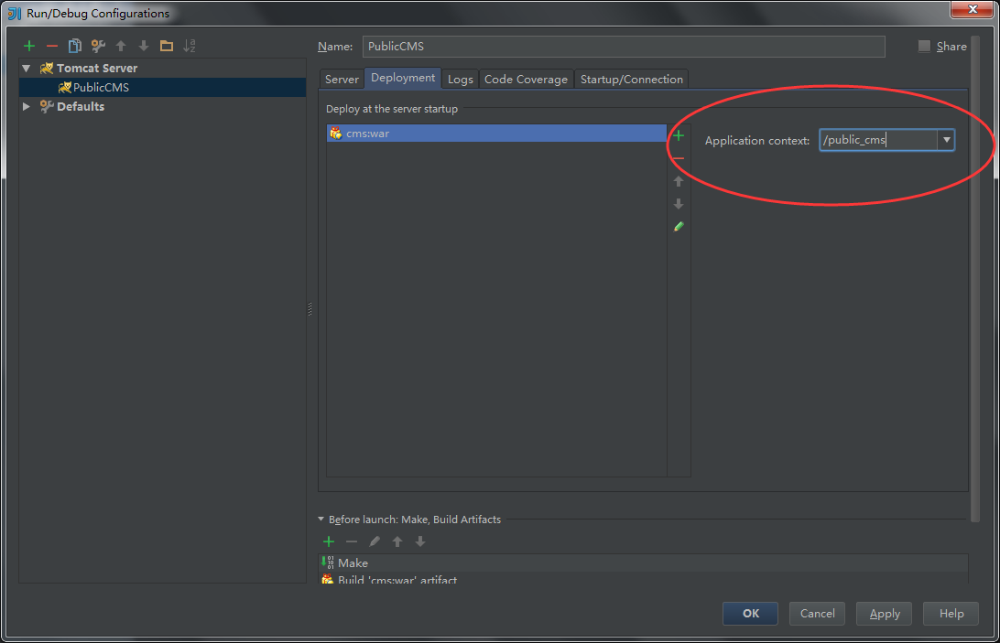 Run/Debug Configurations
Name: PublicCMS
Share
Tomcat Server
PublicCMS
Defaults
Server Deployment Logs Code Coverage Startup/Connection
Deploy at the server startup
cms:war
Application context: /public_cms
Before launch: Make, Build Artifacts
Make
Build 'cms:war' artifact
OK Cancel Apply Help